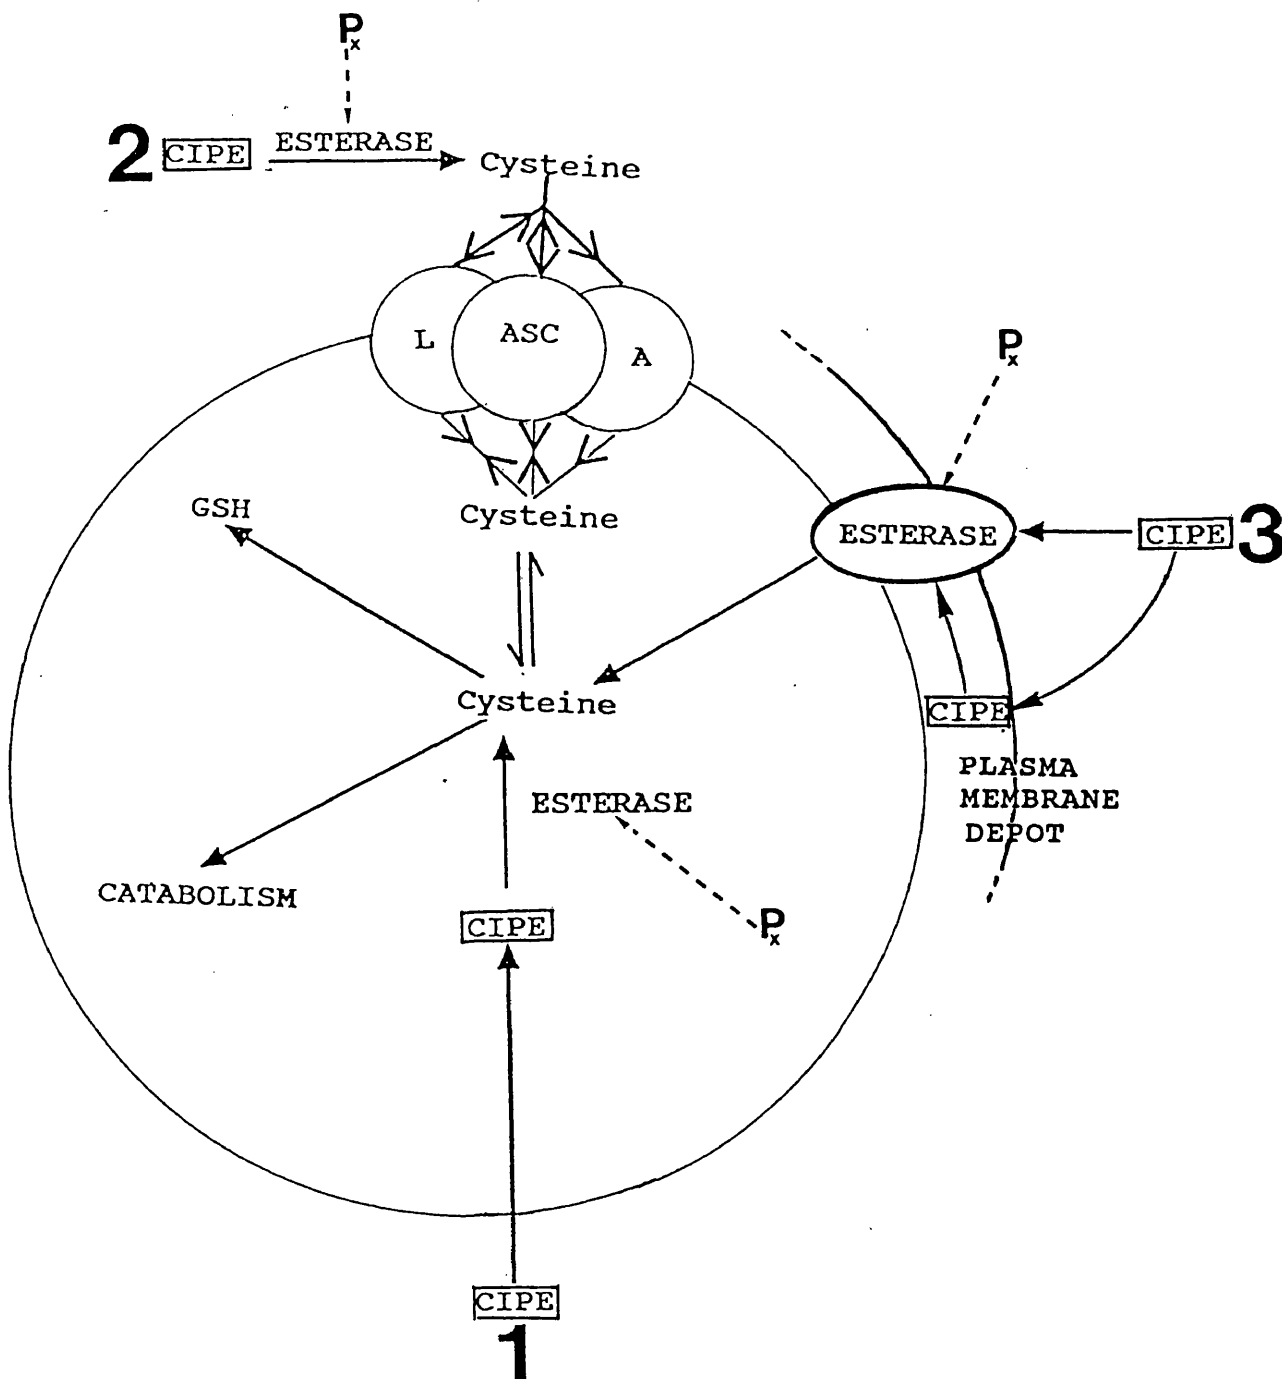 Px
2 CIPE ESTERASE Cysteine
L ASC A
Px
GSH
Cysteine
ESTERASE
CIPE 3
Cysteine
CIPE
PLASMA
MEMBRANE
DEPOT
ESTERASE
CATABOLISM
CIPE
Px
CIPE
1